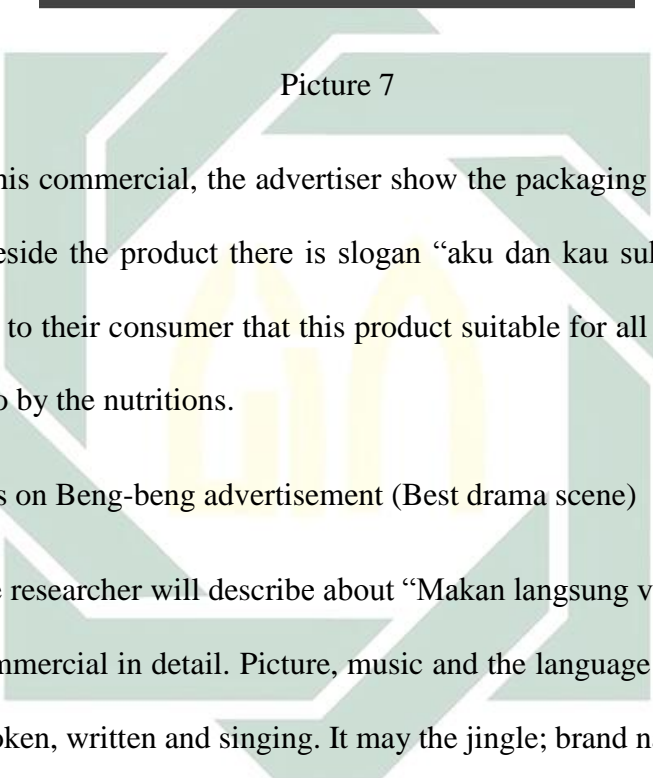 Picture 7
his commercial, the advertiser show the packaging
eside the product there is slogan “aku dan kau
to their consumer that this product suitable for all
by the nutritions.
s on Beng-beng advertisement (Best drama scene)
researcher will describe about “Makan langsung
mmercial in detail. Picture, music and the language
oken, written and singing. It may the jingle; brand